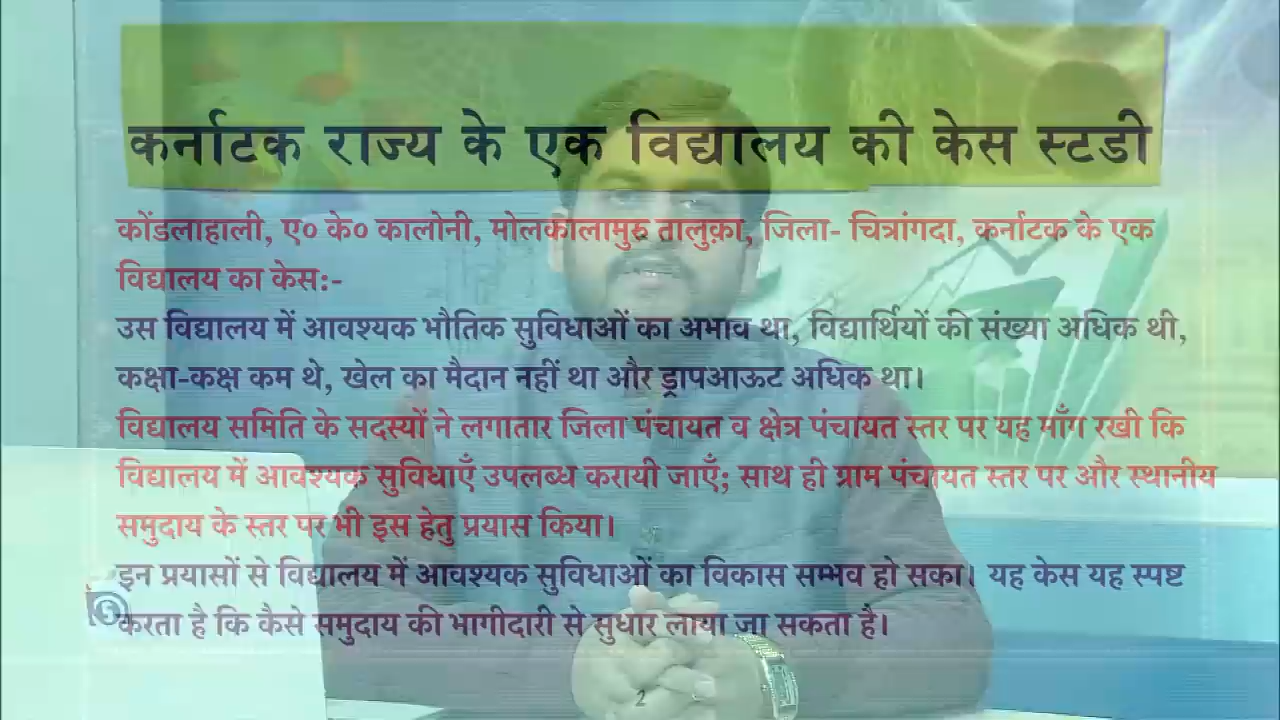 कर्नाटक राज्य के एक विद्यालय की केस स्टडी
कोंडलाहाली, ए० के० कालोनी, मोलकालामुरु तालुक़ा, जिला- चित्रांगदा, कर्नाटक के एक
विद्यालय का केस:-
उस विद्यालय में आवश्यक भौतिक सुविधाओं का अभाव था, विद्यार्थियों की संख्या अधिक थी,
कक्षा-कक्ष कम थे, खेल का मैदान नहीं था और ड्रापआऊट अधिक था।
विद्यालय समिति के सदस्यों ने लगातार जिला पंचायत व क्षेत्र पंचायत स्तर पर यह माँग रखी कि
विद्यालय में आवश्यक सुविधाएँ उपलब्ध करायी जाएँ; साथ ही ग्राम पंचायत स्तर पर और स्थानीय
समुदाय के स्तर पर भी इस हेतु प्रयास किया।
इन प्रयासों से विद्यालय में आवश्यक सुविधाओं का विकास सम्भव हो सका। यह केस यह स्पष्ट
करता है कि कैसे समुदाय की भागीदारी से सुधार लाया जा सकता है।
2